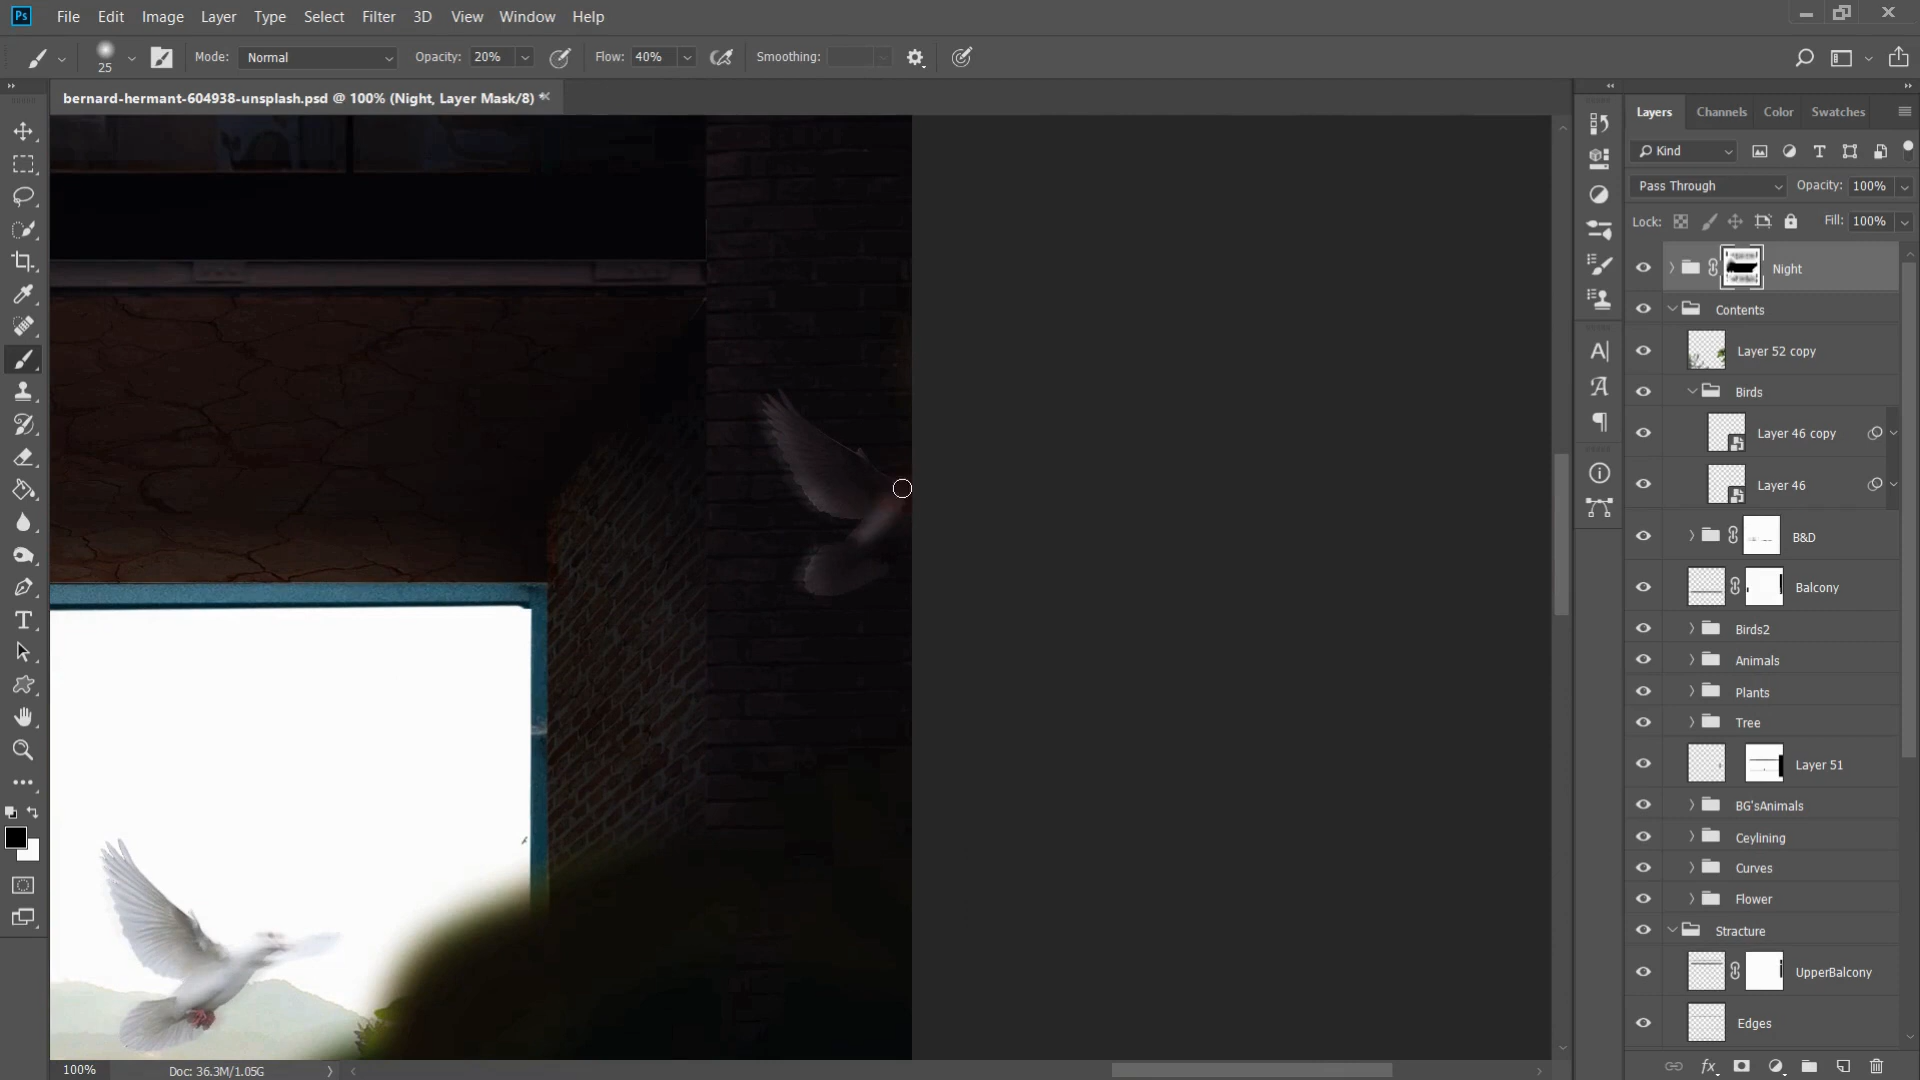 Ps File Edit Image Layer Type Select Filter 3D View Window Help
25 Mode: Normal Opacity: 20% Flow: 40% Smoothing:
bernard-hermant-604938-unsplash.psd @ 100% (Night, Layer Mask/8) *
Layers Channels Color Swatches
Kind
Pass Through Opacity: 100%
Lock: Fill: 100%
Night
Contents
Layer 52 copy
Birds
Layer 46 copy
Layer 46
B&D
Balcony
Birds2
Animals
Plants
Tree
Layer 51
BG'sAnimals
Ceylining
Curves
Flower
Stracture
UpperBalcony
Edges
100% Doc: 36.3M/1.05G